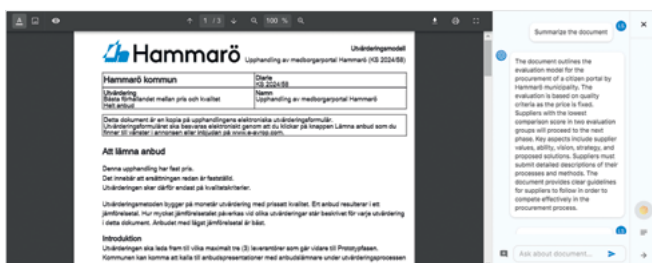 1 / 3
100 %
Hammarö
Utvärderingsmodell
Upphandling av medborgarportal Hammarö (KS 2024/58)
Hammarö kommun
Diarie
KS 2024/58
Utvärdering
Bästa förhållandet mellan pris och kvalitet
Helt anbud
Namn
Upphandling av medborgarportal Hammarö
Detta dokument är en kopia på upphandlingens elektroniska utvärderingsformulär.
Utvärderingsformuläret ska besvaras elektroniskt genom att du klickar på knappen Lämna anbud som du
finner till vänster i annonsen eller inbjudan på www.e-avrop.com.
Att lämna anbud
Denna upphandling har fast pris.
Det innebär att ersättningen redan är fastställd.
Utvärderingen sker därför endast på kvalitetskriterier.
Utvärderingsmetoden bygger på monetär utvärdering med prissatt kvalitet. Ert anbud resulterar i ett
jämförelsetal. Hur mycket jämförelsetalet påverkas vid olika utvärderingar står beskrivet för varje utvärdering
i detta dokument. Anbudet med lägst jämförelsetal är bäst.
Introduktion
Utvärderingen ska leda fram till vilka maximalt tre (3) leverantörer som går vidare till Prototypfasen.
Kommunen kan komma att kalla till anbudspresentationer med anbudslämnare under utvärderingsprocessen
Summarize the document
The document outlines the
evaluation model for the
procurement of a citizen portal by
Hammarö municipality. The
evaluation is based on quality
criteria as the price is fixed.
Suppliers with the lowest
comparison score in two evaluation
groups will proceed to the next
phase. Key aspects include supplier
values, ability, vision, strategy, and
proposed solutions. Suppliers must
submit detailed descriptions of their
processes and methods. The
document provides clear guidelines
for suppliers to follow in order to
compete effectively in the
procurement process.
Ask about document...